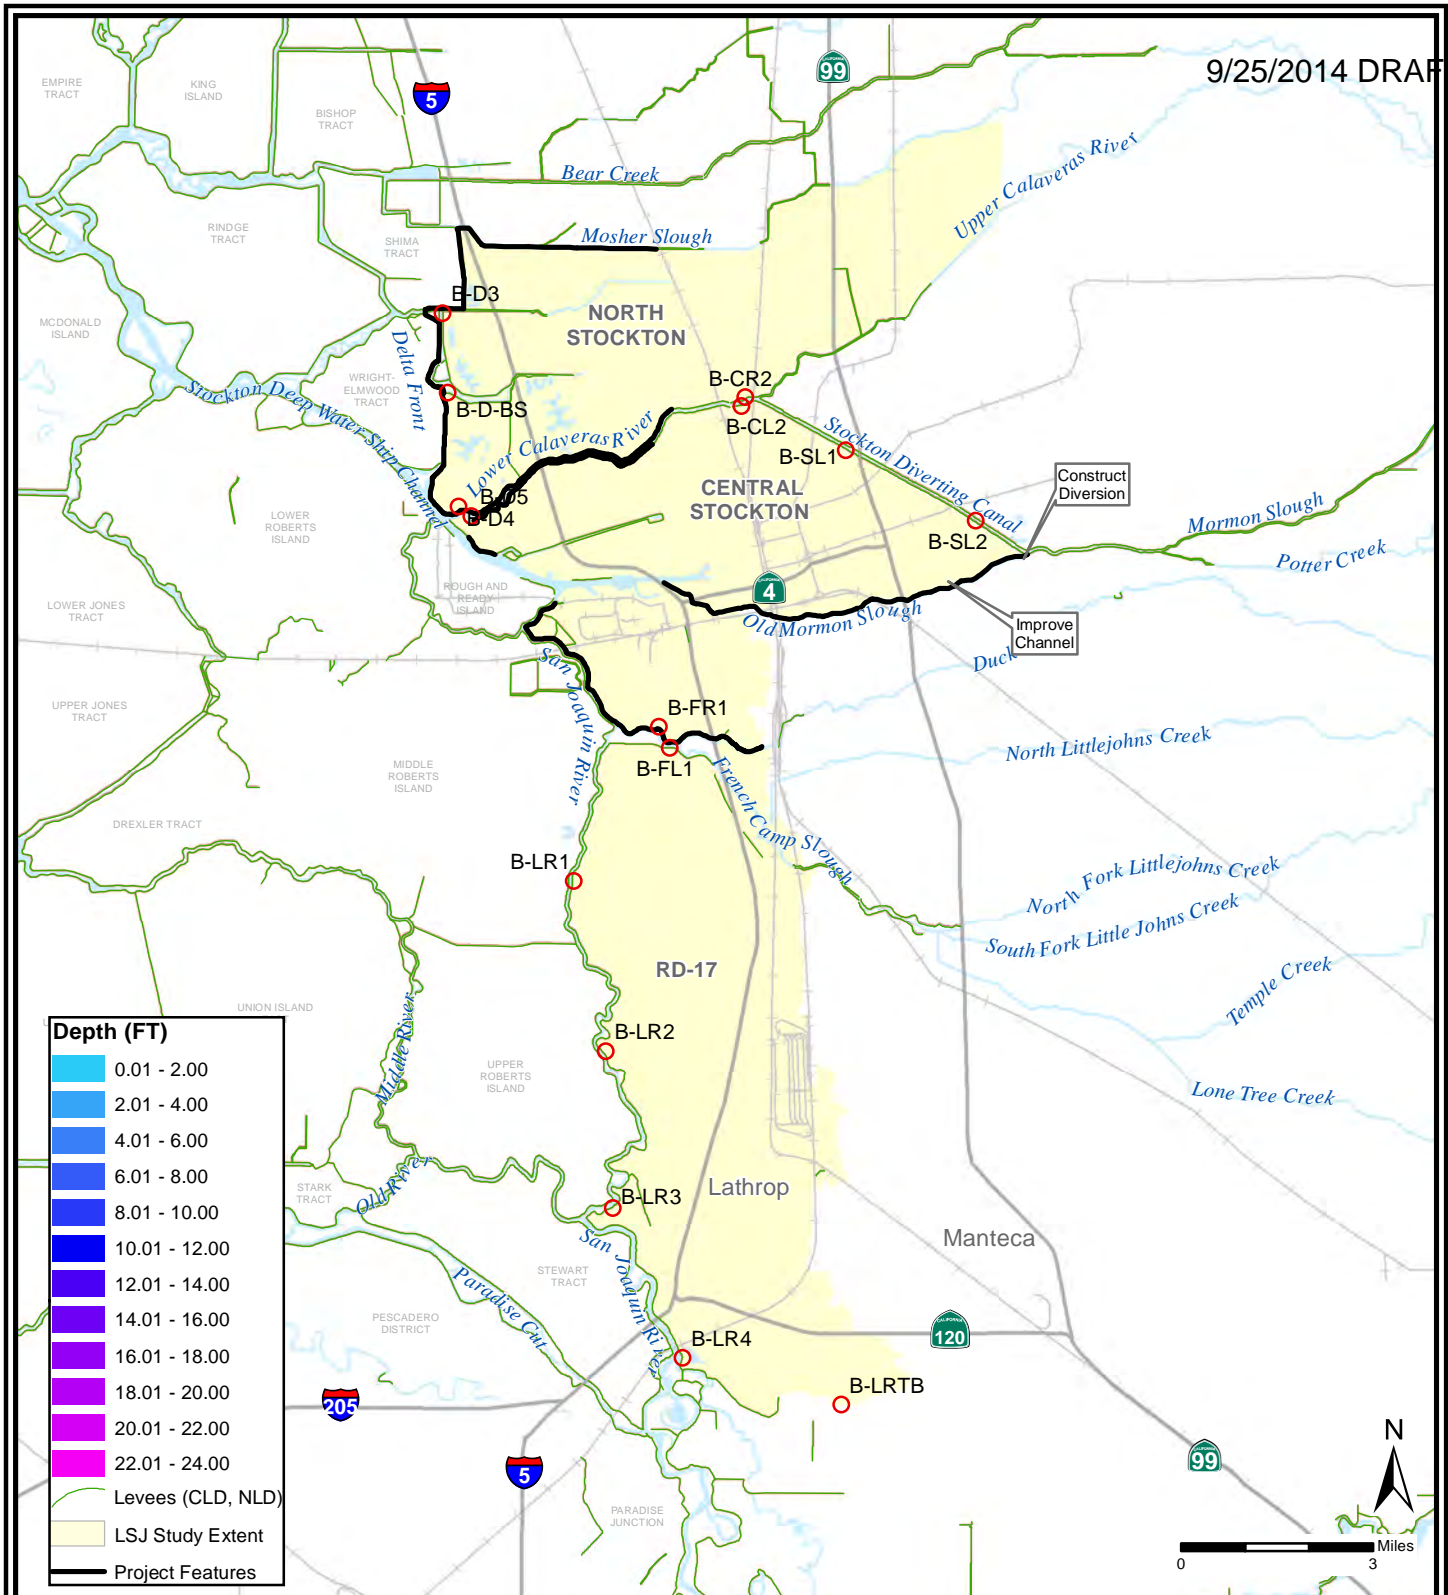 9/25/2014 DRAF
EMPIRE
TRACT
KING
ISLAND
BISHOP
TRACT
5
CALIFORNIA
99
Bear Creek
Upper Calaveras River
RINDGE
TRACT
SHIMA
TRACT
Mosher Slough
B-D3
NORTH
STOCKTON
MCDONALD
ISLAND
Delta Front
WRIGHT-
ELMWOOD
TRACT
Stockton Deep Water Ship Channel
B-D-BS
B-CR2
B-CL2
Lower Calaveras River
Stockton Diverting Canal
B-SL1
CENTRAL
STOCKTON
Construct
Diversion
B-D4
LOWER
ROBERTS
ISLAND
B-SL2
Mormon Slough
Potter Creek
ROUGH AND
READY
ISLAND
CALIFORNIA
4
LOWER JONES
TRACT
Old Mormon Slough
Improve
Channel
Duck
San Joaquin River
UPPER JONES
TRACT
B-FR1
B-FL1
North Littlejohns Creek
MIDDLE
ROBERTS
ISLAND
French Camp Slough
DREXLER TRACT
B-LR1
North Fork Littlejohns Creek
South Fork Little Johns Creek
RD-17
Temple Creek
UNION ISLAND
Middle River
B-LR2
UPPER
ROBERTS
ISLAND
Lone Tree Creek
STARK
TRACT
Old River
Lathrop
B-LR3
Manteca
San Joaquin River
STEWART
TRACT
Paradise Cut
PESCADERO
DISTRICT
CALIFORNIA
120
B-LR4
B-LRTB
205
5
CALIFORNIA
99
PARADISE
JUNCTION
N
Miles
0
3
Depth (FT)
0.01 - 2.00
2.01 - 4.00
4.01 - 6.00
6.01 - 8.00
8.01 - 10.00
10.01 - 12.00
12.01 - 14.00
14.01 - 16.00
16.01 - 18.00
18.01 - 20.00
20.01 - 22.00
22.01 - 24.00
Levees (CLD, NLD)
LSJ Study Extent
Project Features